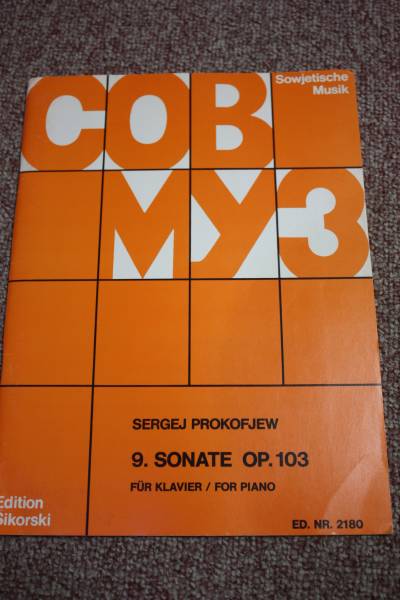 СОВ
Sowjetische
Musik
МУЗ
SERGEJ PROKOFJEW
9. SONATE OP.103
FÜR KLAVIER / FOR PIANO
Edition
Sikorski
ED. NR. 2180